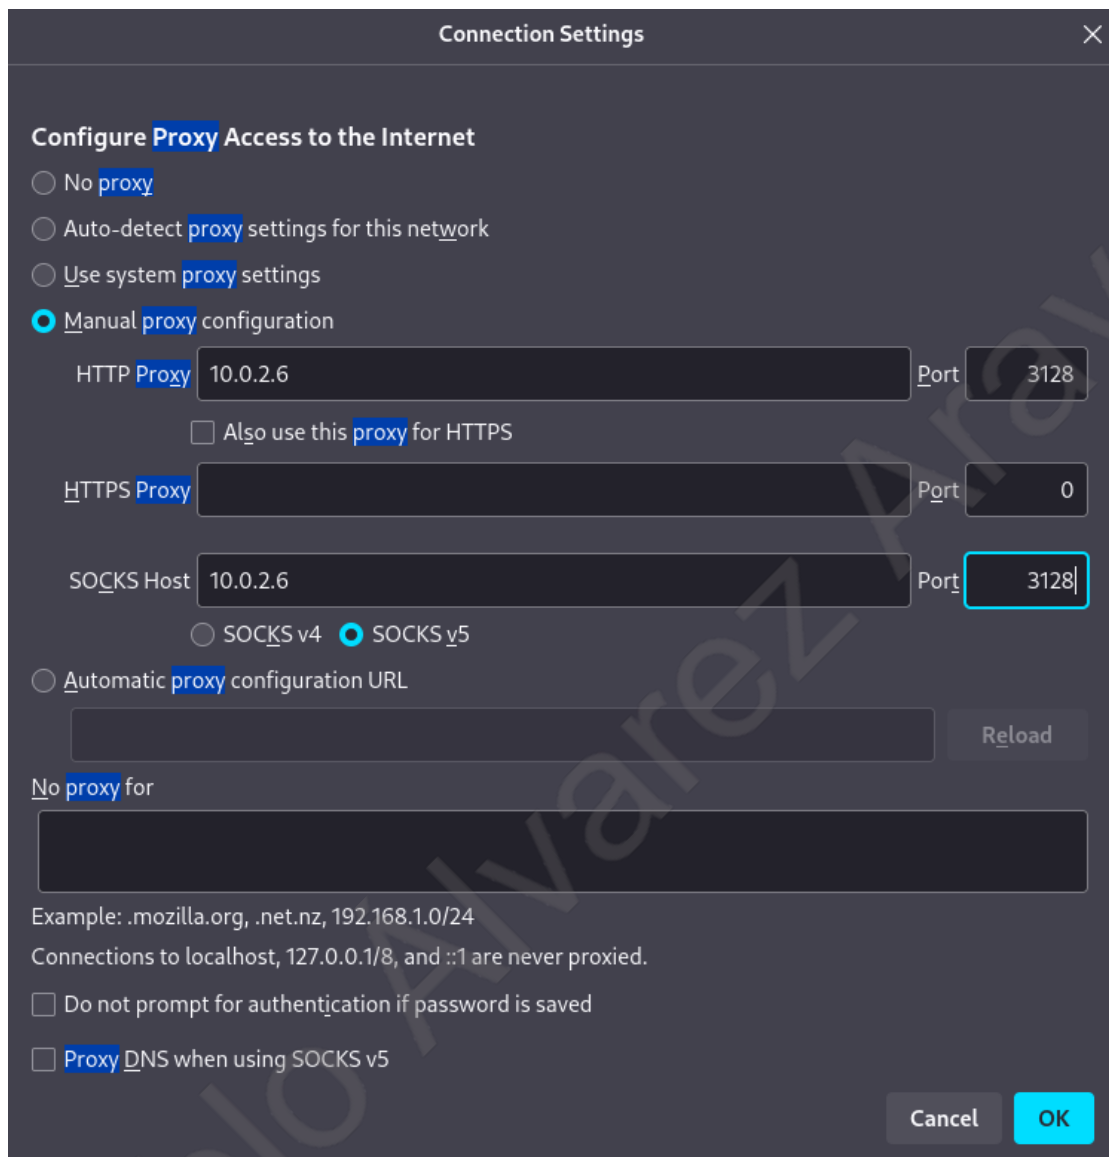 Connection Settings
Configure Proxy Access to the Internet
No proxy
Auto-detect proxy settings for this network
Use system proxy settings
Manual proxy configuration
HTTP Proxy 10.0.2.6 Port 3128
Also use this proxy for HTTPS
HTTPS Proxy Port 0
SOCKS Host 10.0.2.6 Port 3128
SOCKS v4 SOCKS v5
Automatic proxy configuration URL
Reload
No proxy for
Example: .mozilla.org, .net.nz, 192.168.1.0/24
Connections to localhost, 127.0.0.1/8, and ::1 are never proxied.
Do not prompt for authentication if password is saved
Proxy DNS when using SOCKS v5
Cancel OK
Alvarez